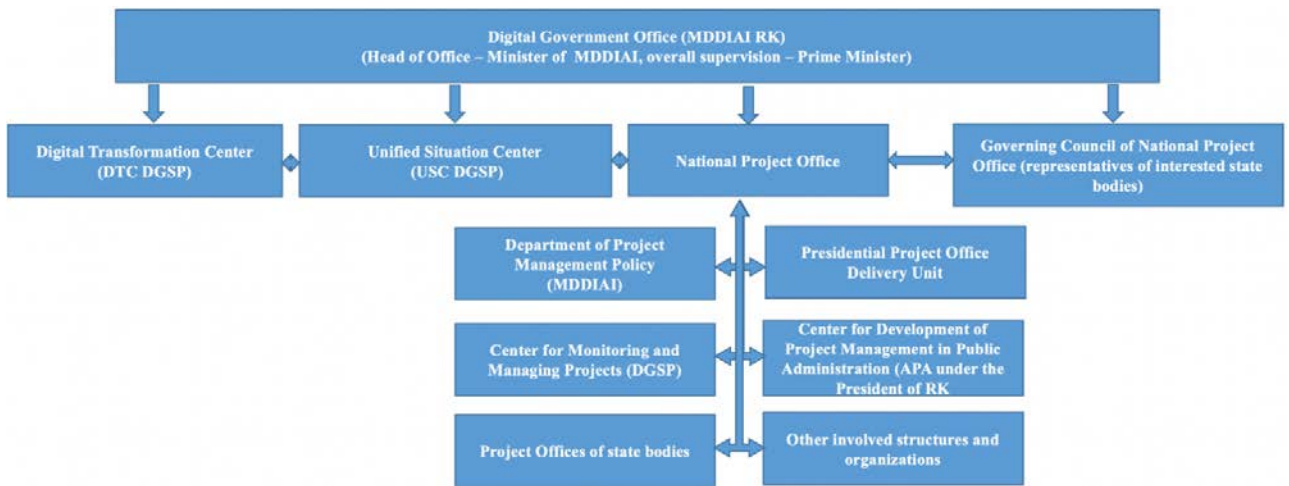 Digital Government Office (MDDIAI RK)
(Head of Office – Minister of MDDIAI, overall supervision – Prime Minister)
Digital Transformation Center
(DTC DGSP)
Unified Situation Center
(USC DGSP)
National Project Office
Governing Council of National Project
Office (representatives of interested state
bodies)
Department of Project
Management Policy
(MDDIAI)
Presidential Project Office
Delivery Unit
Center for Monitoring and
Managing Projects (DGSP)
Center for Development of
Project Management in Public
Administration (APA under the
President of RK
Project Offices of state bodies
Other involved structures and
organizations